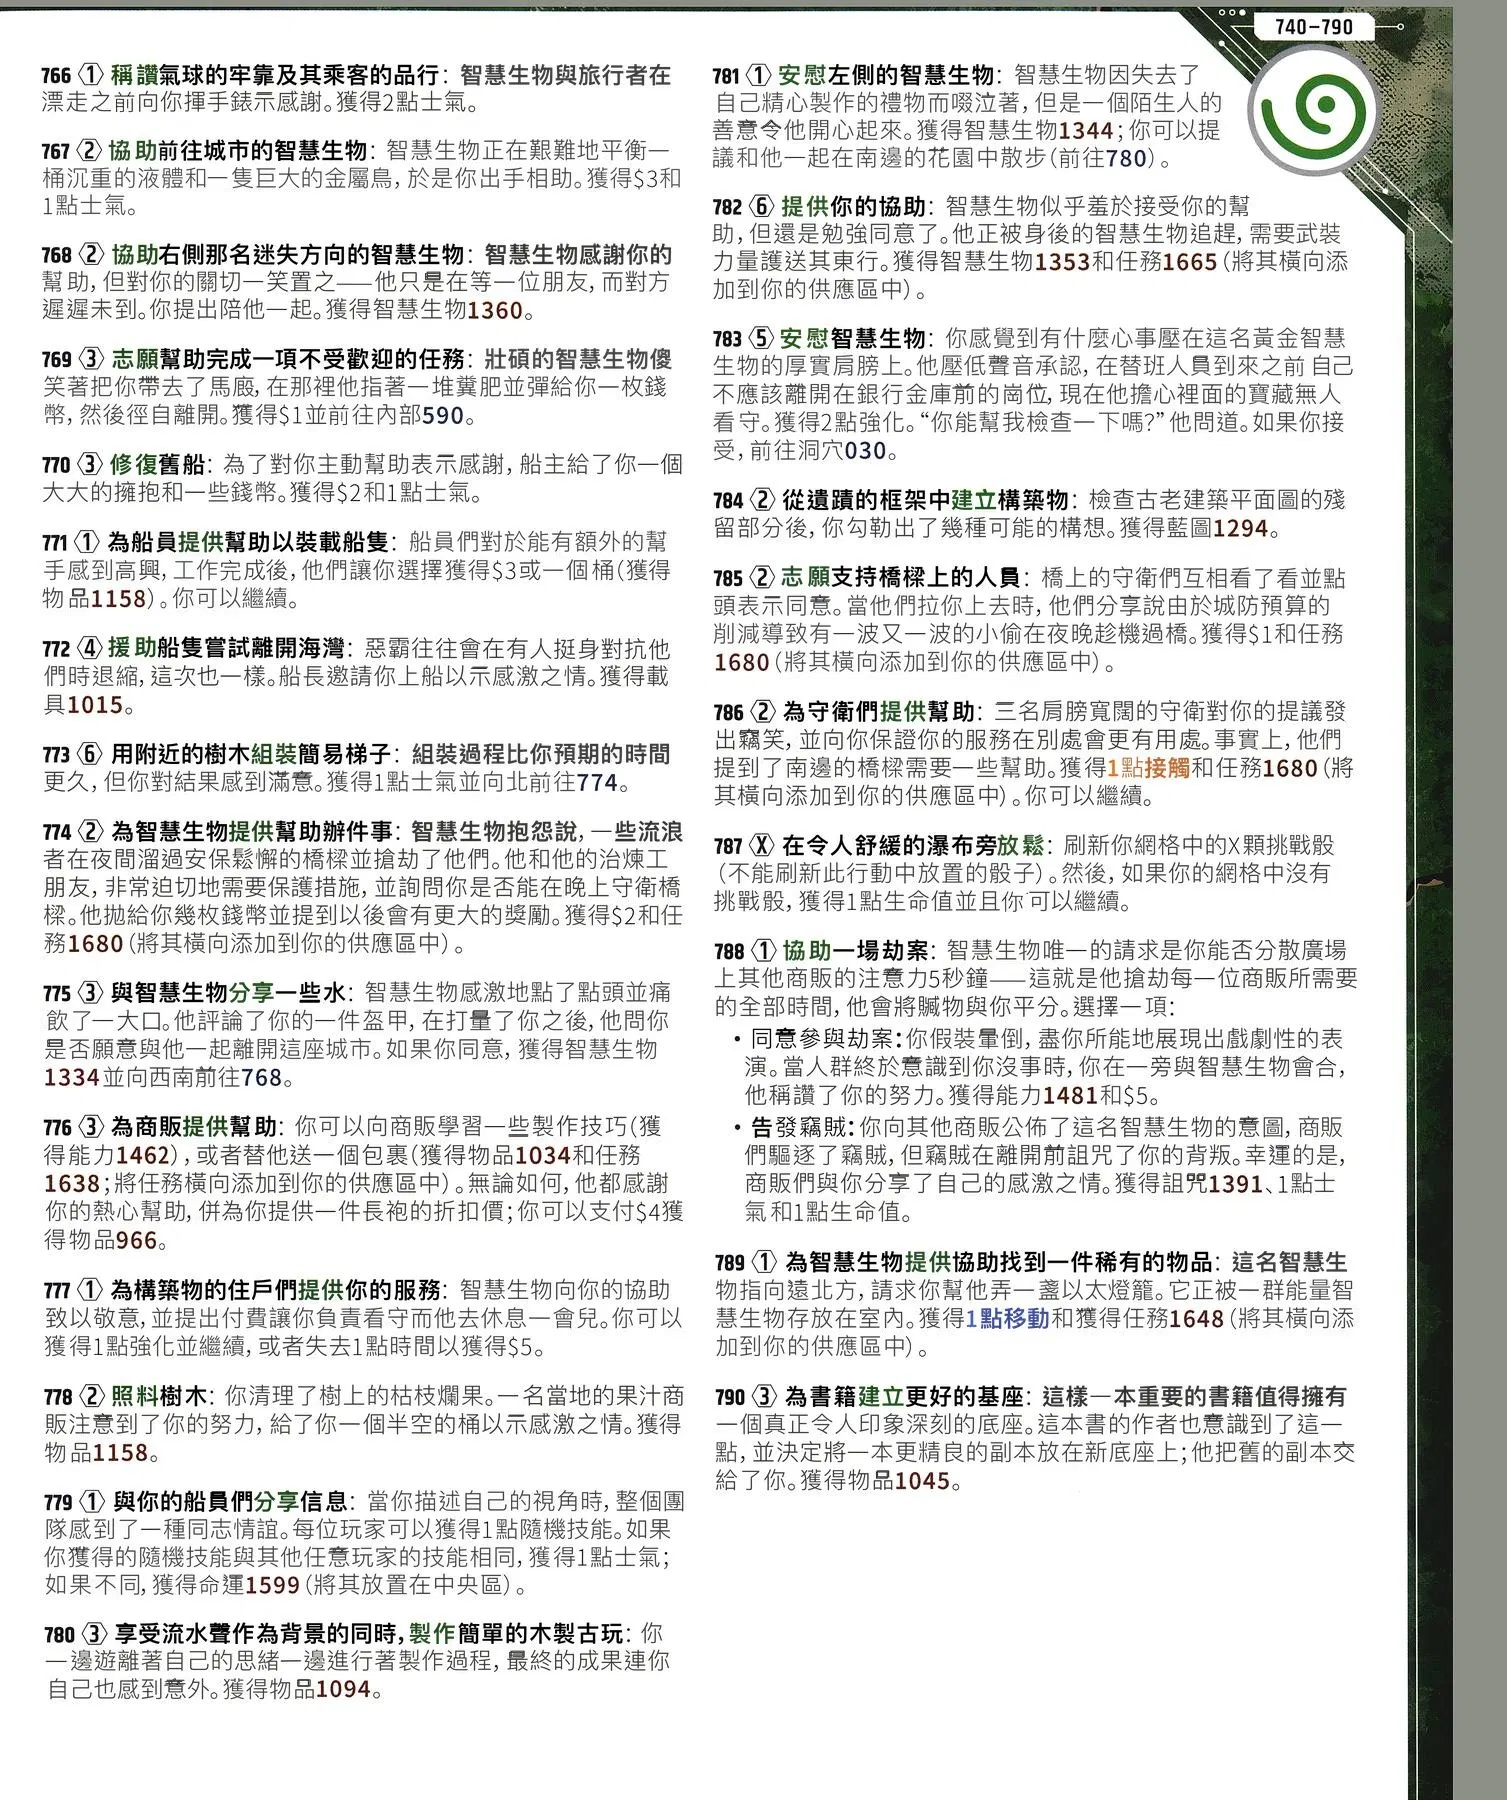 740–790
766 ① 稱讚氣球的牢靠及其乘客的品行：智慧生物與旅行者在
漂走之前向你揮手錶示感謝。獲得2點士氣。
767 ② 協助前往城市的智慧生物：智慧生物正在艱難地平衡一
桶沉重的液體和一隻巨大的金屬鳥，於是你出手相助。獲得$3和
1點士氣。
768 ② 協助右側那名迷失方向的智慧生物：智慧生物感謝你的
幫助，但對你的關切一笑置之——他只是在等一位朋友，而對方
遲遲未到。你提出陪他一起。獲得智慧生物1360。
769 ③ 志願幫助完成一項不受歡迎的任務：壯碩的智慧生物傻
笑著把你帶去了馬廄，在那裡他指著一堆糞肥並彈給你一枚錢
幣，然後徑自離開。獲得$1並前往內部590。
770 ③ 修復舊船：為了對你主動幫助表示感謝，船主給了你一個
大大的擁抱和一些錢幣。獲得$2和1點士氣。
771 ① 為船員提供幫助以裝載船隻：船員們對於能有額外的幫
手感到高興，工作完成後，他們讓你選擇獲得$3或一個桶（獲得
物品1158）。你可以繼續。
772 ④ 援助船隻嘗試離開海灣：惡霸往往會在有人挺身對抗他
們時退縮，這次也一樣。船長邀請你上船以示感激之情。獲得載
具1015。
773 ⑥ 用附近的樹木組裝簡易梯子：組裝過程比你預期的時間
更久，但你對結果感到滿意。獲得1點士氣並向北前往774。
774 ② 為智慧生物提供幫助辦件事：智慧生物抱怨說，一些流浪
者在夜間溜過安保鬆懈的橋樑並搶劫了他們。他和他的治煉工
朋友，非常迫切地需要保護措施，並詢問你是否能在晚上守衛橋
樑。他拋給你幾枚錢幣並提到以後會有更大的獎勵。獲得$2和任
務1680（將其橫向添加到你的供應區中）。
775 ③ 與智慧生物分享一些水：智慧生物感激地點了點頭並痛
飲了一大口。他評論了你的一件盔甲，在打量了你之後，他問你
是否願意與他一起離開這座城市。如果你同意，獲得智慧生物
1334並向西南前往768。
776 ③ 為商販提供幫助：你可以向商販學習一些製作技巧（獲
得能力1462），或者替他送一個包裹（獲得物品1034和任務
1638；將任務橫向添加到你的供應區中）。無論如何，他都感謝
你的熱心幫助，併為你提供一件長袍的折扣價；你可以支付$4獲
得物品966。
777 ① 為構築物的住戶們提供你的服務：智慧生物向你的協助
致以敬意，並提出付費讓你負責看守而他去休息一會兒。你可以
獲得1點強化並繼續，或者失去1點時間以獲得$5。
778 ② 照料樹木：你清理了樹上的枯枝爛果。一名當地的果汁商
販注意到了你的努力，給了你一個半空的桶以示感激之情。獲得
物品1158。
779 ① 與你的船員們分享信息：當你描述自己的視角時，整個團
隊感到了一種同志情誼。每位玩家可以獲得1點隨機技能。如果
你獲得的隨機技能與其他任意玩家的技能相同，獲得1點士氣；
如果不同，獲得命運1599（將其放置在中央區）。
780 ③ 享受流水聲作為背景的同時，製作簡單的木製古玩：你
一邊遊離著自己的思緒一邊進行著製作過程，最終的成果連你
自己也感到意外。獲得物品1094。
781 ① 安慰左側的智慧生物：智慧生物因失去了
自己精心製作的禮物而啜泣著，但是一個陌生人的
善意令他開心起來。獲得智慧生物1344；你可以提
議和他一起在南邊的花園中散步（前往780）。
782 ⑥ 提供你的協助：智慧生物似乎羞於接受你的幫
助，但還是勉強同意了。他正被身後的智慧生物追趕，需要武裝
力量護送其東行。獲得智慧生物1353和任務1665（將其橫向添
加到你的供應區中）。
783 ⑤ 安慰智慧生物：你感覺到有什麼心事壓在這名黃金智慧
生物的厚實肩膀上。他壓低聲音承認，在替班人員到來之前自己
不應該離開在銀行金庫前的崗位，現在他擔心裡面的寶藏無人
看守。獲得2點強化。“你能幫我檢查一下嗎？”他問道。如果你接
受，前往洞穴030。
784 ② 從遺蹟的框架中建立構築物：檢查古老建築平面圖的殘
留部分後，你勾勒出了幾種可能的構想。獲得藍圖1294。
785 ② 志願支持橋樑上的人員：橋上的守衛們互相看了看並點
頭表示同意。當他們拉你上去時，他們分享說由於城防預算的
削減導致有一波又一波的小偷在夜晚趁機過橋。獲得$1和任務
1680（將其橫向添加到你的供應區中）。
786 ② 為守衛們提供幫助：三名肩膀寬闊的守衛對你的提議發
出竊笑，並向你保證你的服務在別處會更有用處。事實上，他們
提到了南邊的橋樑需要一些幫助。獲得1點接觸和任務1680（將
其橫向添加到你的供應區中）。你可以繼續。
787 Ⓧ 在令人舒緩的瀑布旁放鬆：刷新你網格中的X顆挑戰骰
（不能刷新此行動中放置的骰子）。然後，如果你的網格中沒有
挑戰骰，獲得1點生命值並且你可以繼續。
788 ① 協助一場劫案：智慧生物唯一的請求是你能否分散廣場
上其他商販的注意力5秒鐘——這就是他搶劫每一位商販所需要
的全部時間，他會將贓物與你平分。選擇一項：
• 同意參與劫案：你假裝暈倒，盡你所能地展現出戲劇性的表
演。當人群終於意識到你沒事時，你在一旁與智慧生物會合，
他稱讚了你的努力。獲得能力1481和$5。
• 告發竊賊：你向其他商販公佈了這名智慧生物的意圖，商販
們驅逐了竊賊，但竊賊在離開前詛咒了你的背叛。幸運的是，
商販們與你分享了自己的感激之情。獲得詛咒1391、1點士
氣和1點生命值。
789 ① 為智慧生物提供協助找到一件稀有的物品：這名智慧生
物指向遠北方，請求你幫他弄一盞以太燈籠。它正被一群能量智
慧生物存放在室內。獲得1點移動和獲得任務1648（將其橫向添
加到你的供應區中）。
790 ③ 為書籍建立更好的基座：這樣一本重要的書籍值得擁有
一個真正令人印象深刻的底座。這本書的作者也意識到了這一
點，並決定將一本更精良的副本放在新底座上；他把舊的副本交
給了你。獲得物品1045。